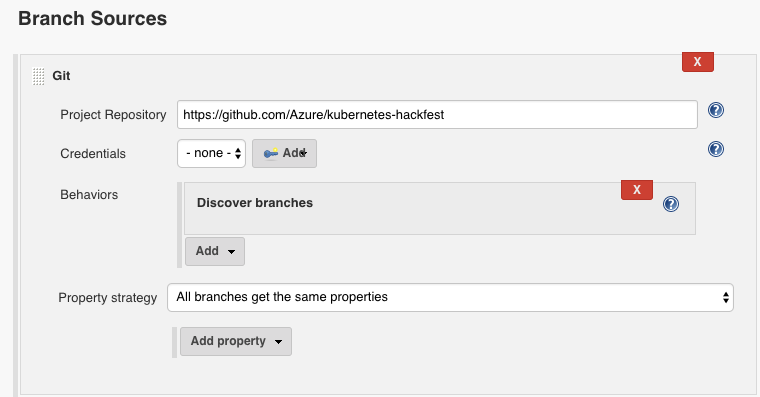 Branch Sources
X
Git
Project Repository https://github.com/Azure/kubernetes-hackfest ?
Credentials - none - Add ?
Behaviors
Discover branches X ?
Add
Property strategy All branches get the same properties
Add property